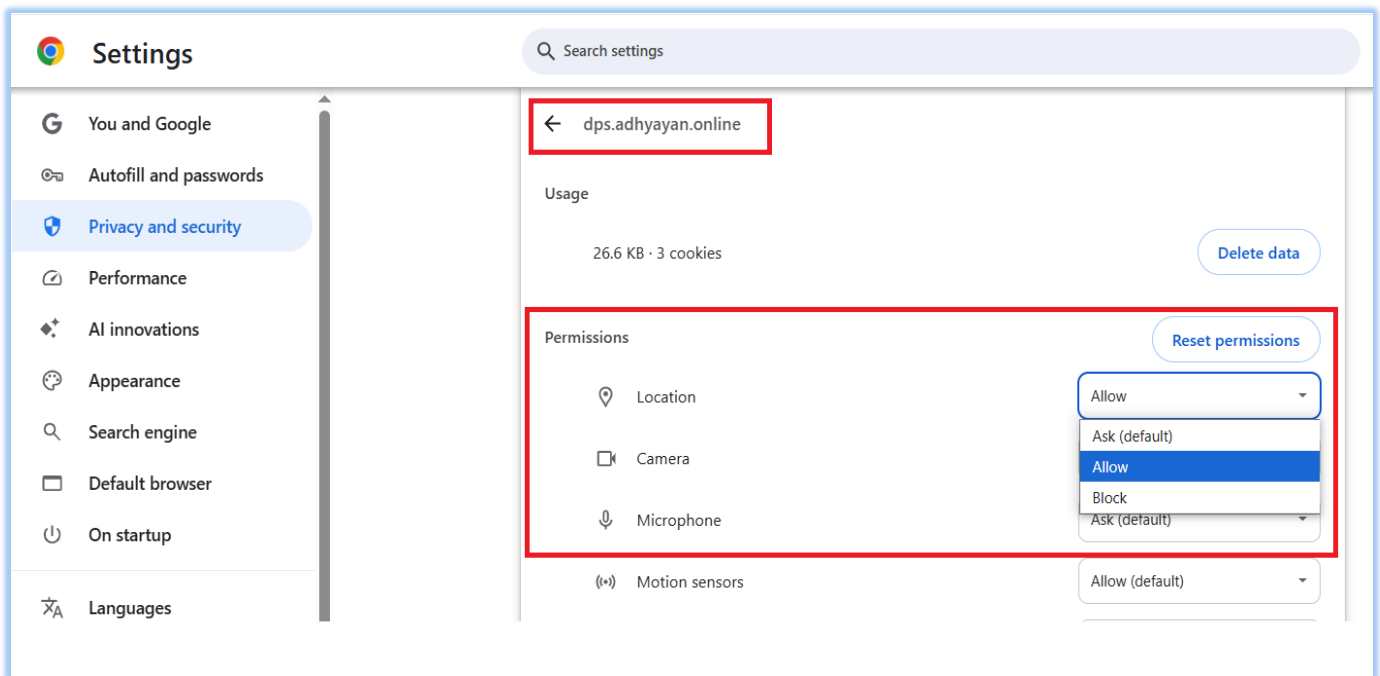 Settings
Search settings
You and Google
Autofill and passwords
Privacy and security
Performance
AI innovations
Appearance
Search engine
Default browser
On startup
Languages
dps.adhyayan.online
Usage
26.6 KB · 3 cookies
Delete data
Permissions
Reset permissions
Location
Allow
Ask (default)
Allow
Block
Camera
Microphone
Ask (default)
Motion sensors
Allow (default)